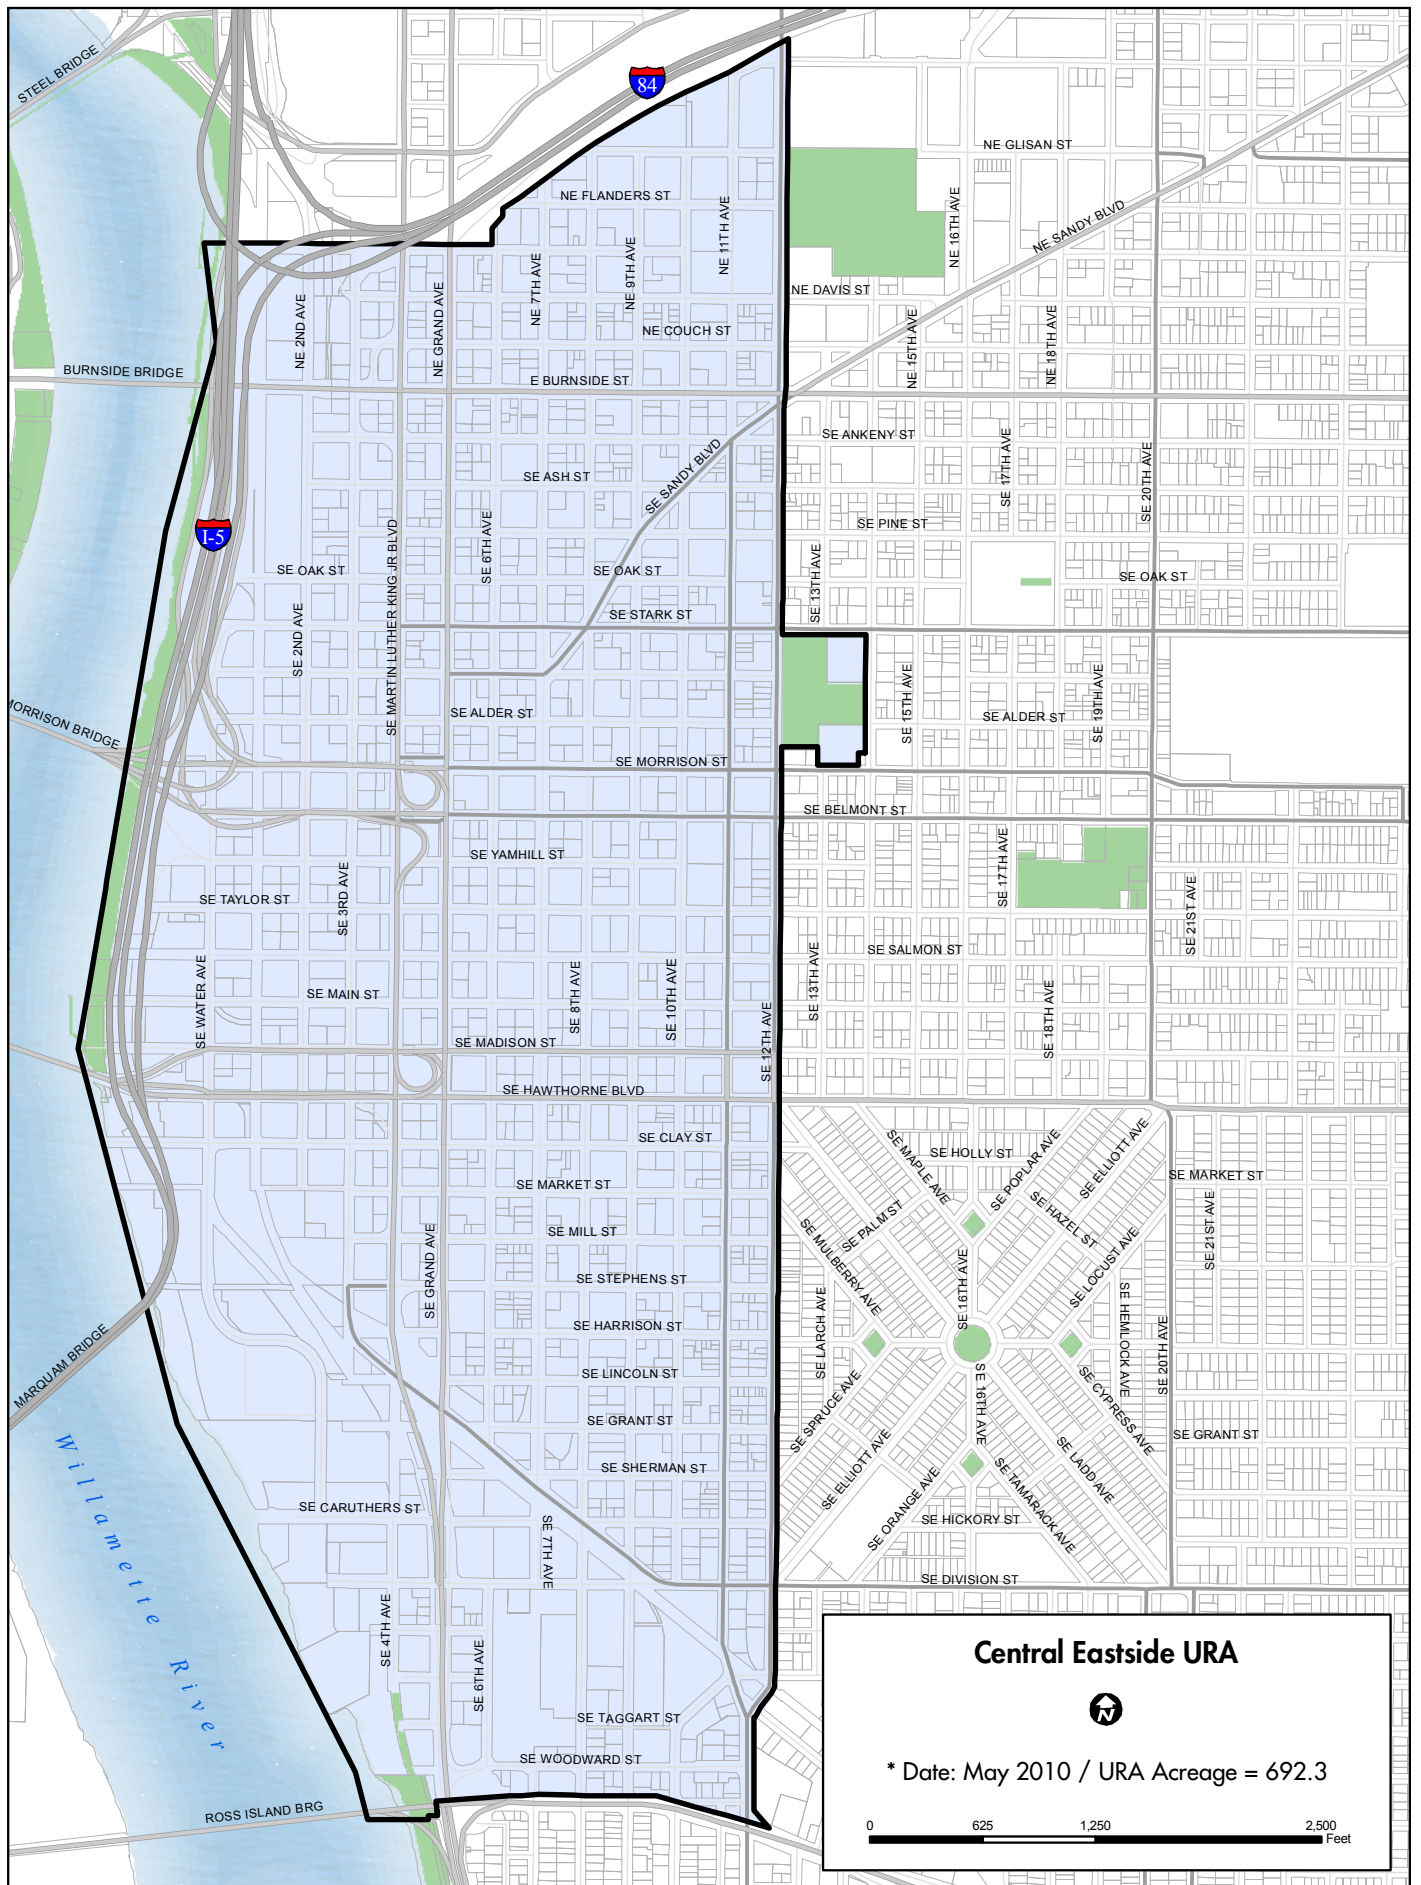 STEEL BRIDGE
84
NE GLISAN ST
NE FLANDERS ST
NE 11TH AVE
NE 16TH AVE
NE SANDY BLVD
NE 2ND AVE
NE GRAND AVE
NE 7TH AVE
NE 9TH AVE
NE DAVIS ST
NE COUCH ST
NE 15TH AVE
NE 18TH AVE
BURNSIDE BRIDGE
E BURNSIDE ST
SE ANKENY ST
SE ASH ST
SE SANDY BLVD
SE 17TH AVE
SE 20TH AVE
I-5
SE MARTIN LUTHER KING JR BLVD
SE 6TH AVE
SE PINE ST
SE OAK ST
SE OAK ST
SE 13TH AVE
SE OAK ST
SE 2ND AVE
SE STARK ST
SE 15TH AVE
SE 19TH AVE
MORRISON BRIDGE
SE ALDER ST
SE ALDER ST
SE MORRISON ST
SE BELMONT ST
SE YAMHILL ST
SE 17TH AVE
SE TAYLOR ST
SE 3RD AVE
SE 21ST AVE
SE SALMON ST
SE WATER AVE
SE MAIN ST
SE 8TH AVE
SE 10TH AVE
SE 13TH AVE
SE 18TH AVE
SE 12TH AVE
SE MADISON ST
SE HAWTHORNE BLVD
SE CLAY ST
SE MAPLE AVE
SE HOLLY ST
SE POPLAR AVE
SE ELLIOTT AVE
SE MARKET ST
SE MARKET ST
SE MILL ST
SE PALM ST
SE HAZEL ST
SE 21ST AVE
SE MULBERRY AVE
SE 16TH AVE
SE LOCUST AVE
SE GRAND AVE
SE STEPHENS ST
SE LARCH AVE
SE HEMLOCK AVE
SE 20TH AVE
SE HARRISON ST
MARQUAM BRIDGE
SE LINCOLN ST
SE SPRUCE AVE
SE 16TH AVE
SE CYPRESS AVE
SE GRANT ST
SE GRANT ST
SE ELLIOTT AVE
SE LADD AVE
SE SHERMAN ST
SE ORANGE AVE
SE TAMARACK AVE
SE CARUTHERS ST
SE HICKORY ST
SE 7TH AVE
SE DIVISION ST
Willamette River
SE 4TH AVE
SE 6TH AVE
SE TAGGART ST
SE WOODWARD ST
ROSS ISLAND BRG
Central Eastside URA
N
* Date: May 2010 / URA Acreage = 692.3
0 625 1,250 2,500
Feet